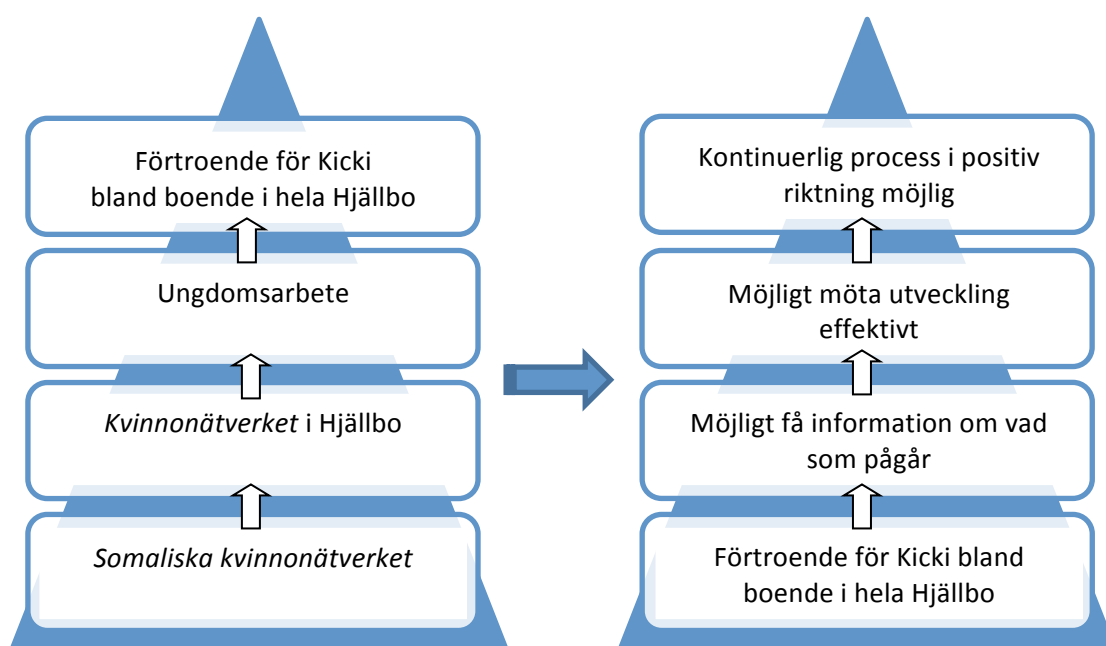 Förtroende för Kicki
bland boende i hela Hjällbo
Ungdomsarbete
Kvinnonätverket i Hjällbo
Somaliska kvinnonätverket
Kontinuerlig process i positiv
riktning möjlig
Möjligt möta utveckling
effektivt
Möjligt få information om vad
som pågår
Förtroende för Kicki bland
boende i hela Hjällbo